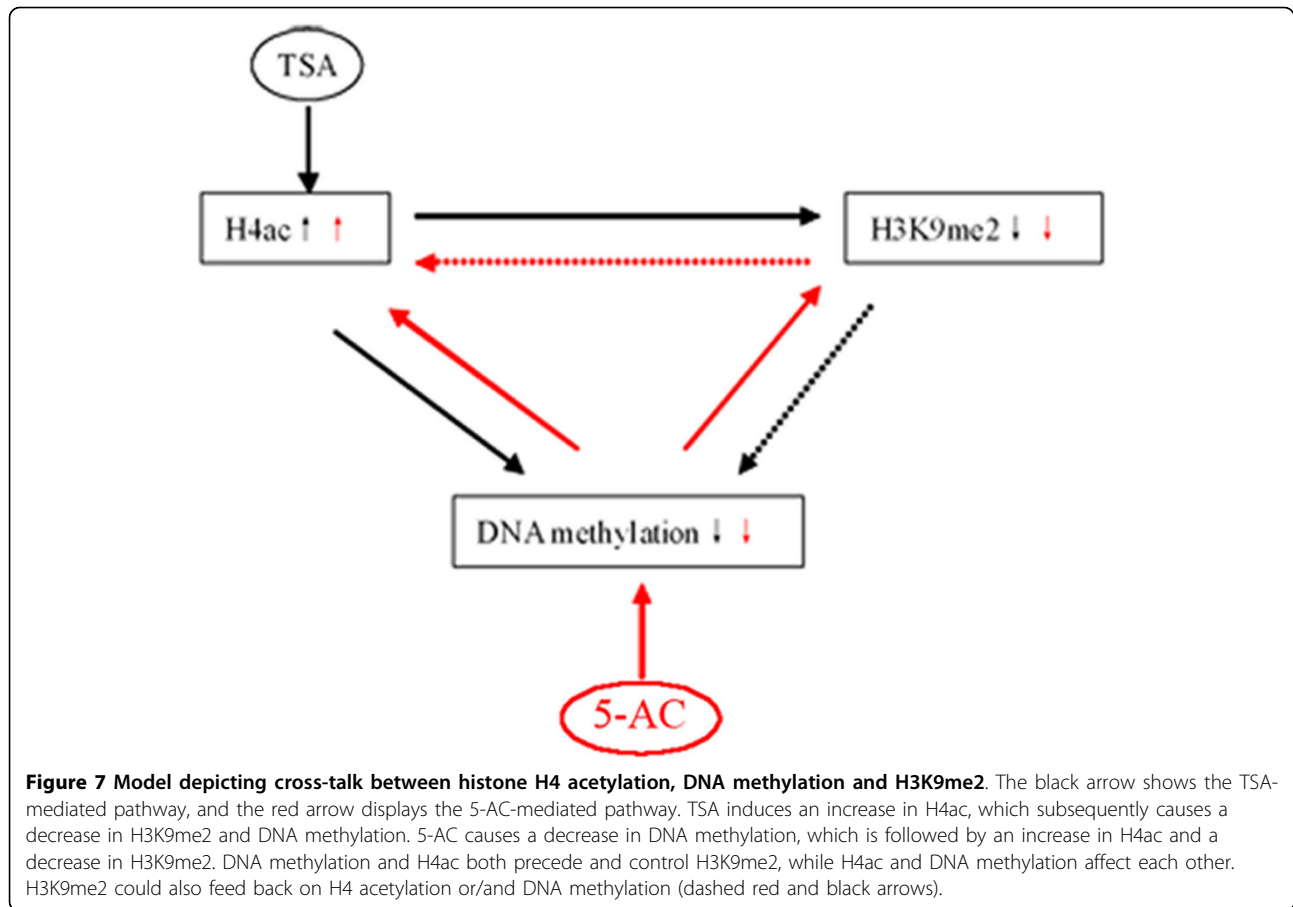 TSA
H4ac ↑ ↑
H3K9me2 ↓ ↓
DNA methylation ↓ ↓
5-AC
Figure 7 Model depicting cross-talk between histone H4 acetylation, DNA methylation and H3K9me2. The black arrow shows the TSA-
mediated pathway, and the red arrow displays the 5-AC-mediated pathway. TSA induces an increase in H4ac, which subsequently causes a
decrease in H3K9me2 and DNA methylation. 5-AC causes a decrease in DNA methylation, which is followed by an increase in H4ac and a
decrease in H3K9me2. DNA methylation and H4ac both precede and control H3K9me2, while H4ac and DNA methylation affect each other.
H3K9me2 could also feed back on H4 acetylation or/and DNA methylation (dashed red and black arrows).